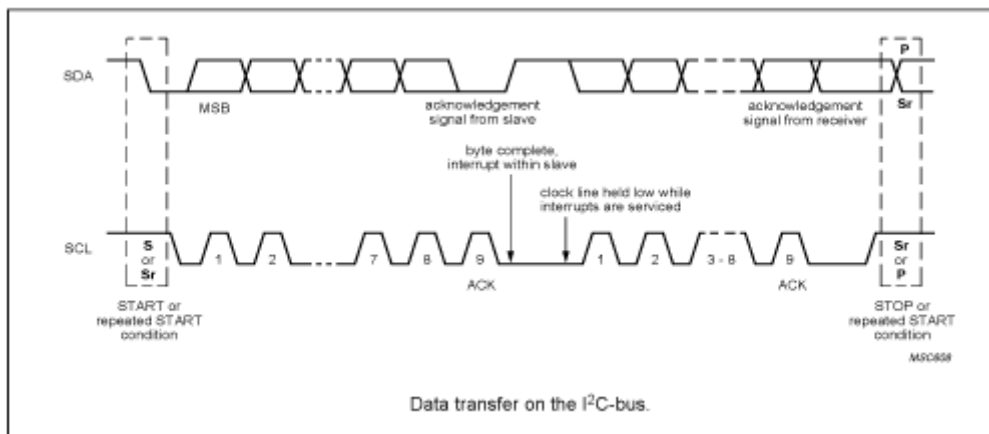 P
SDA
MSB
acknowledgement
signal from slave
acknowledgement
signal from receiver
Sr
byte complete,
interrupt within slave
clock line held low while
interrupts are serviced
SCL
S
or
Sr
1
2
7
8
9
1
2
3 - 8
9
Sr
or
P
ACK
ACK
START or
repeated START
condition
STOP or
repeated START
condition
MSC608
Data transfer on the I²C-bus.